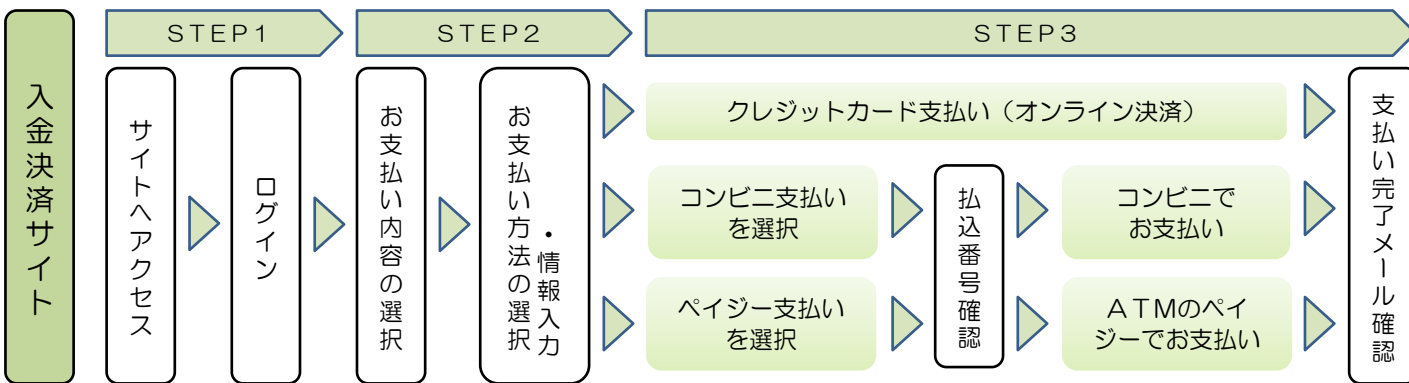 入金決済サイト
STEP1
STEP2
STEP3
サイトへアクセス
ログイン
お支払い内容の選択
お支払い方法の選択
・情報入力
クレジットカード支払い（オンライン決済）
コンビニ支払い
を選択
ペイジー支払い
を選択
払込番号確認
コンビニで
お支払い
ATMのペイ
ジーでお支払い
支払い完了メール確認